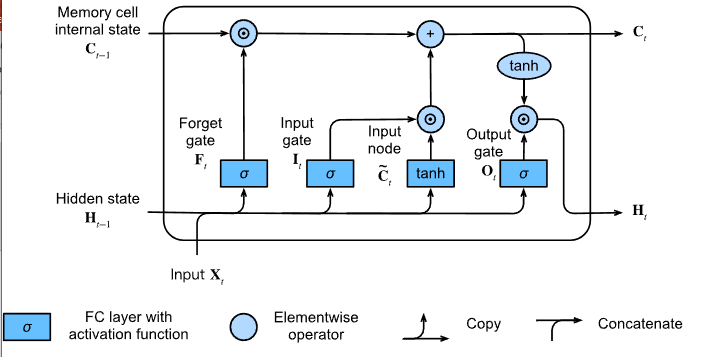 Memory cell
internal state
C_{t−1}
C_t
tanh
+
Forget
gate
F_t
Input
gate
I_t
Input
node
C̃_t
Output
gate
O_t
σ
σ
tanh
σ
Hidden state
H_{t−1}
H_t
Input X_t
σ
FC layer with
activation function
Elementwise
operator
Copy
Concatenate